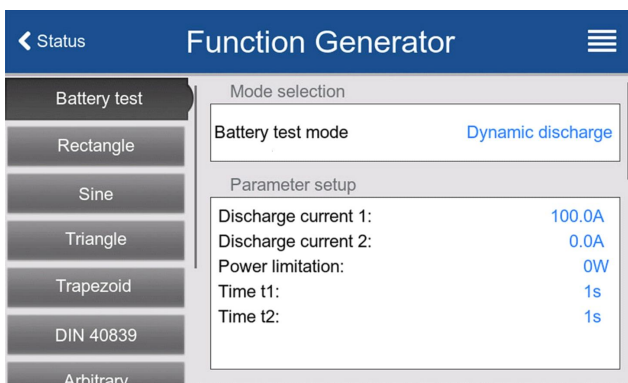 Status
Function Generator
Battery test
Rectangle
Sine
Triangle
Trapezoid
DIN 40839
Arbitrary
Mode selection
Battery test mode Dynamic discharge
Parameter setup
Discharge current 1: 100.0A
Discharge current 2: 0.0A
Power limitation: 0W
Time t1: 1s
Time t2: 1s